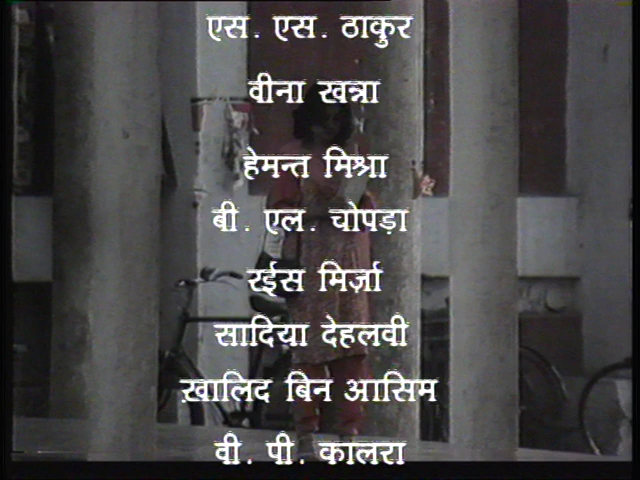 एस. एस. ठाकुर
वीना खन्ना
हेमन्त मिश्रा
बी. एल. चोपड़ा
रईस मिर्ज़ा
सादिया देहलवी
ख़ालिद बिन आसिम
वी. पी. कालरा